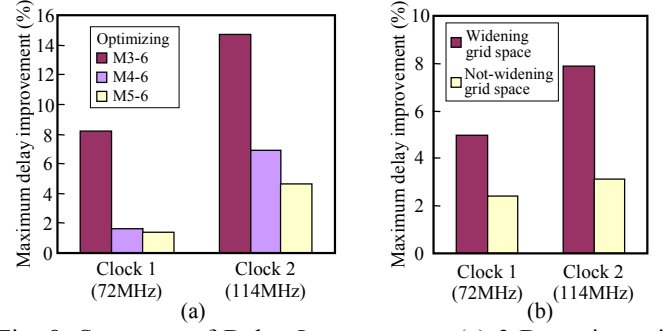 Maximum delay improvement (%)
16
14
12
10
8
6
4
2
0
Optimizing
M3-6
M4-6
M5-6
Clock 1
(72MHz)
Clock 2
(114MHz)
(a)
Maximum delay improvement (%)
10
8
6
4
2
0
Widening
grid space
Not-widening
grid space
Clock 1
(72MHz)
Clock 2
(114MHz)
(b)